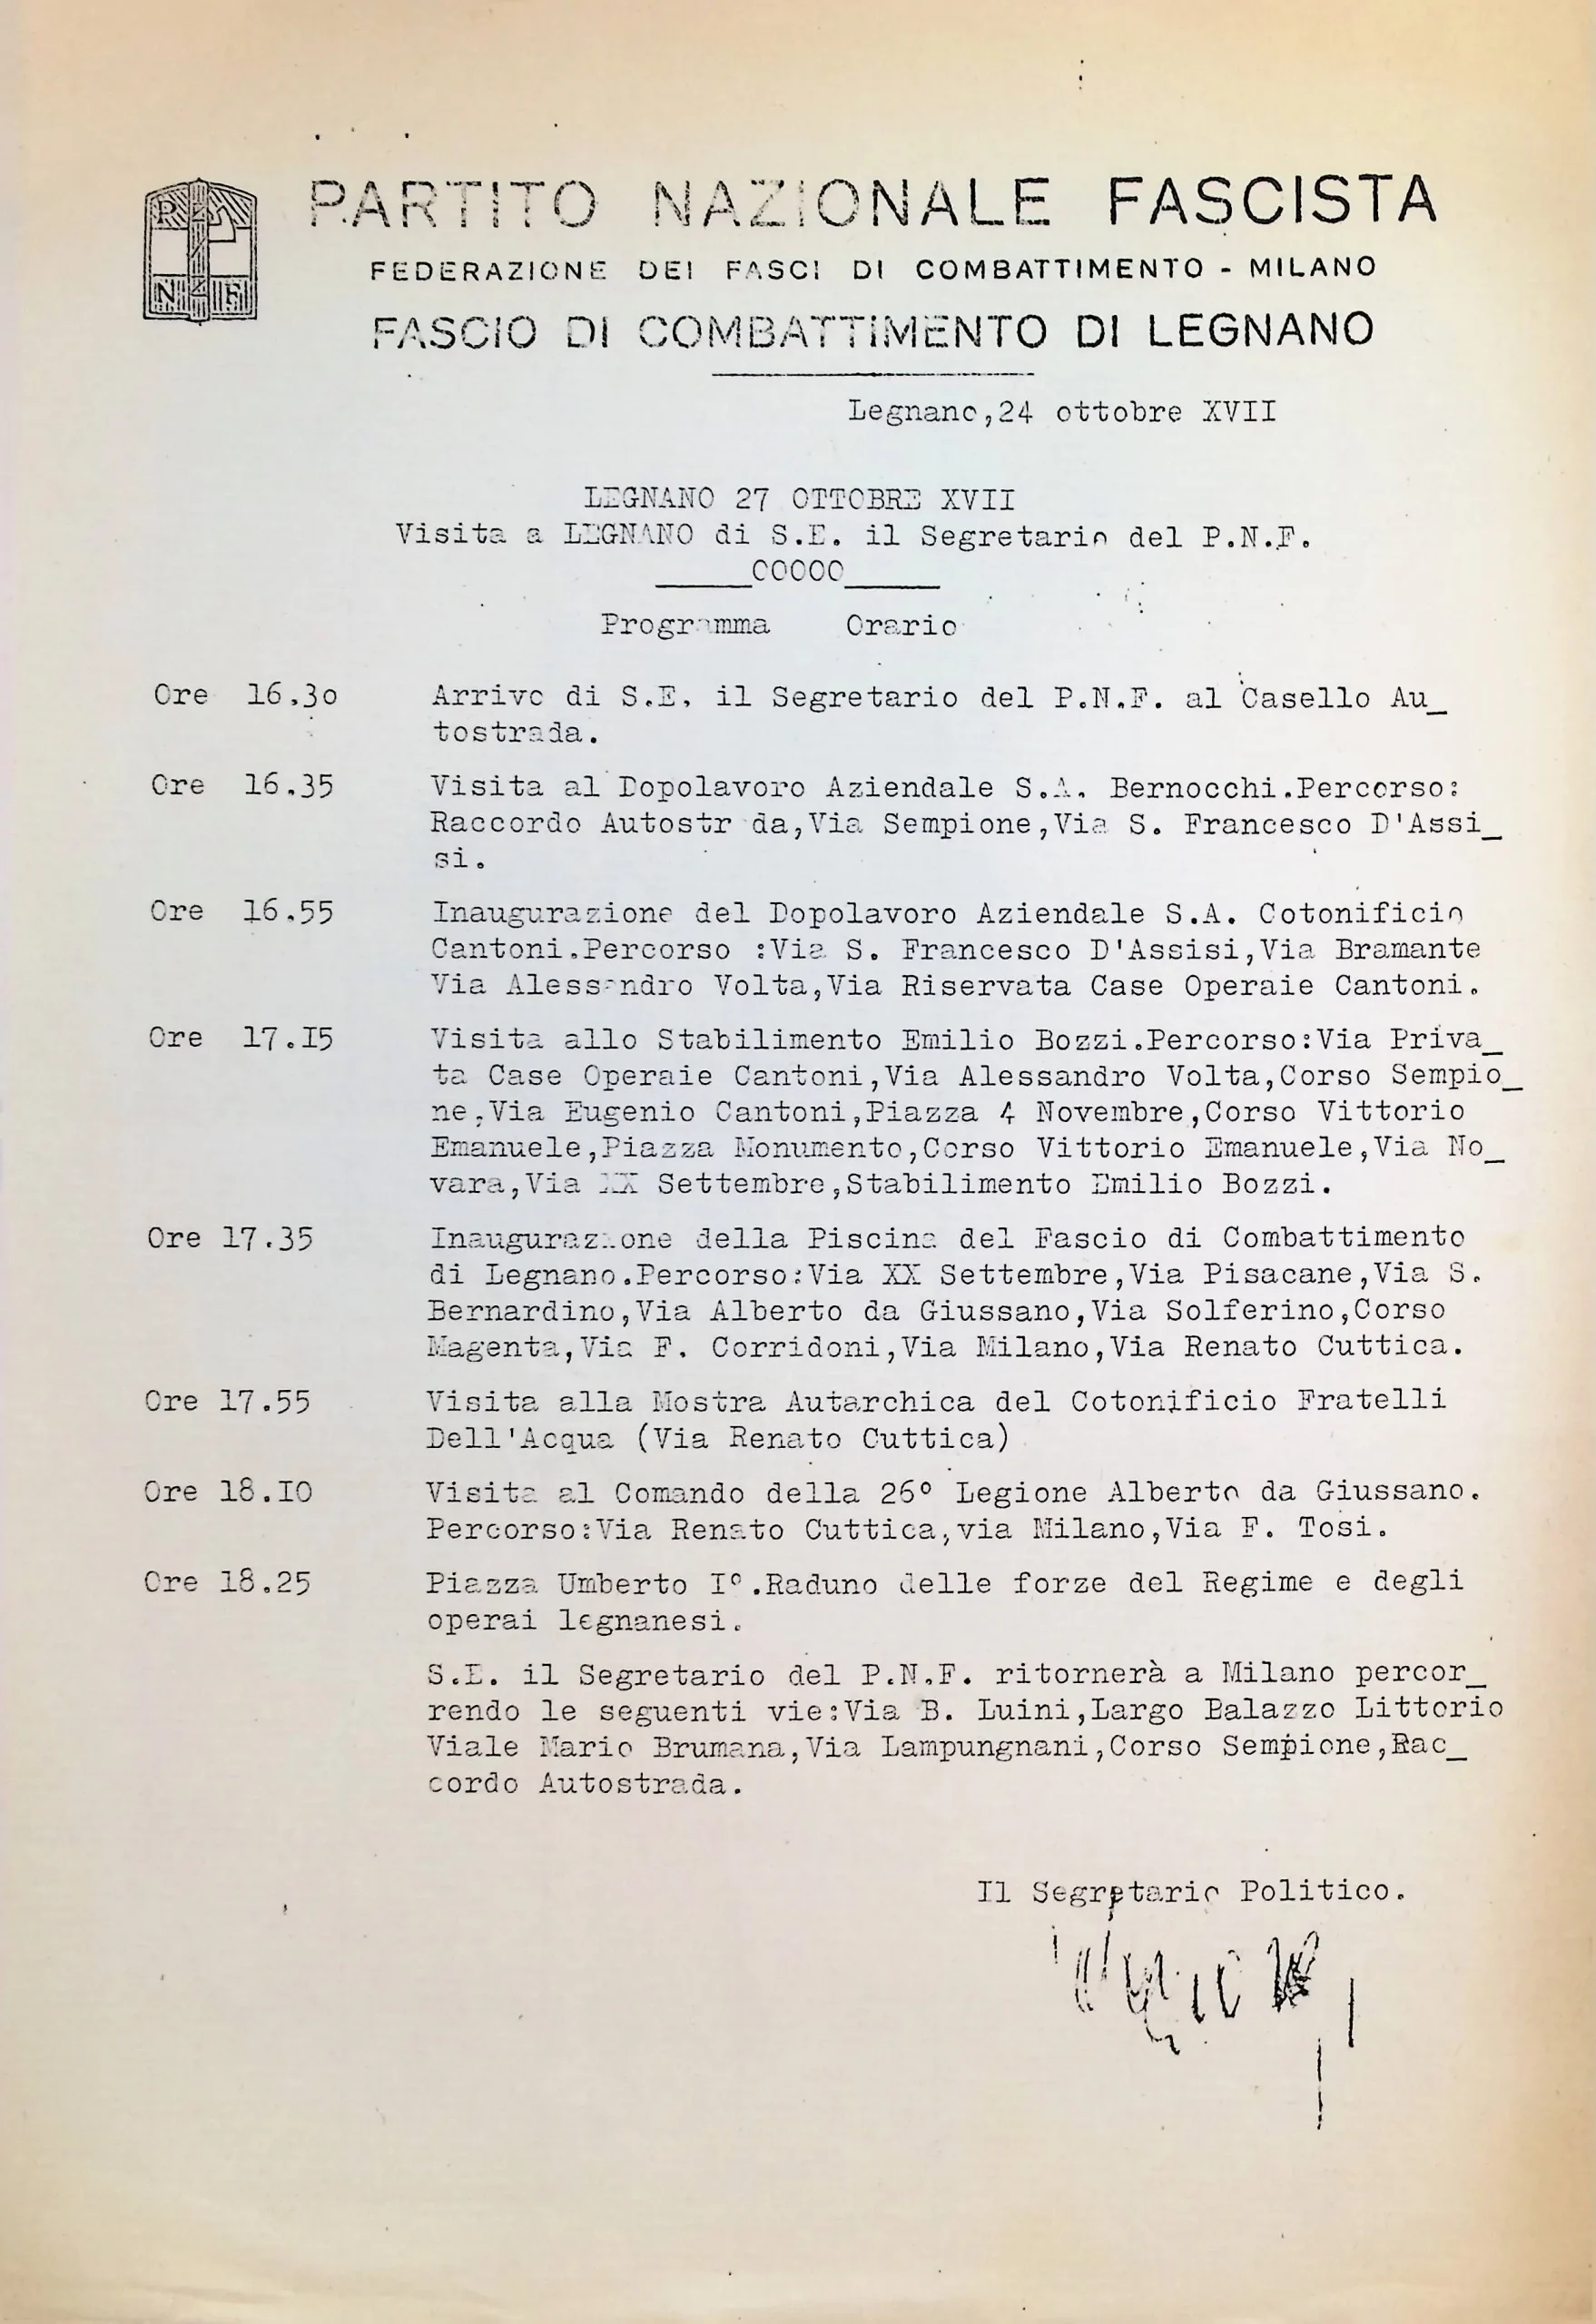 P N F
PARTITO NAZIONALE FASCISTA
FEDERAZIONE DEI FASCI DI COMBATTIMENTO - MILANO
FASCIO DI COMBATTIMENTO DI LEGNANO
Legnano,24 ottobre XVII
LEGNANO 27 OTTOBRE XVII
Visita a LEGNANO di S.E. il Segretario del P.N.F.
_____OOOOO_____
Programma Orario
Ore 16.30 Arrivo di S.E. il Segretario del P.N.F. al Casello Au_
tostrada.
Ore 16.35 Visita al Dopolavoro Aziendale S.A. Bernocchi.Percorso:
Raccordo Autostrada,Via Sempione,Via S. Francesco D'Assi_
si.
Ore 16.55 Inaugurazione del Dopolavoro Aziendale S.A. Cotonificio
Cantoni.Percorso :Via S. Francesco D'Assisi,Via Bramante
Via Alessandro Volta,Via Riservata Case Operaie Cantoni.
Ore 17.I5 Visita allo Stabilimento Emilio Bozzi.Percorso:Via Priva_
ta Case Operaie Cantoni,Via Alessandro Volta,Corso Sempio_
ne,Via Eugenio Cantoni,Piazza 4 Novembre,Corso Vittorio
Emanuele,Piazza Monumento,Corso Vittorio Emanuele,Via No_
vara,Via XX Settembre,Stabilimento Emilio Bozzi.
Ore 17.35 Inaugurazione della Piscina del Fascio di Combattimento
di Legnano.Percorso:Via XX Settembre,Via Pisacane,Via S.
Bernardino,Via Alberto da Giussano,Via Solferino,Corso
Magenta,Via F. Corridoni,Via Milano,Via Renato Cuttica.
Ore 17.55 Visita alla Mostra Autarchica del Cotonificio Fratelli
Dell'Acqua (Via Renato Cuttica)
Ore 18.I0 Visita al Comando della 26° Legione Alberto da Giussano.
Percorso:Via Renato Cuttica,via Milano,Via F. Tosi.
Ore 18.25 Piazza Umberto I°.Raduno delle forze del Regime e degli
operai legnanesi.
S.E. il Segretario del P.N.F. ritornerà a Milano percor_
rendo le seguenti vie:Via B. Luini,Largo Palazzo Littorio
Viale Mario Brumana,Via Lampungnani,Corso Sempione,Rac_
cordo Autostrada.
Il Segretario Politico.